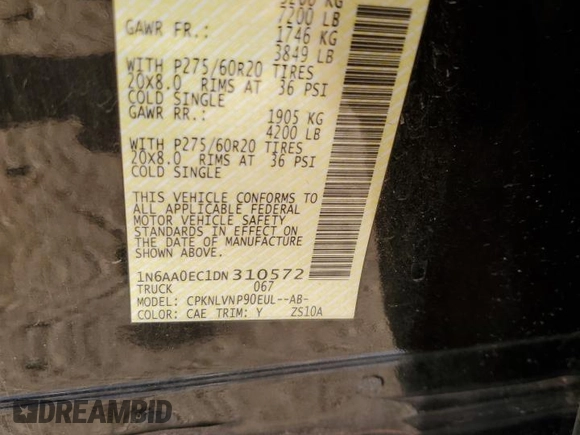 7200 LB
GAWR FR.: 1746 KG
3849 LB
WITH P275/60R20 TIRES
20X8.0 RIMS AT 36 PSI
COLD SINGLE
GAWR RR.: 1905 KG
4200 LB
WITH P275/60R20 TIRES
20X8.0 RIMS AT 36 PSI
COLD SINGLE
THIS VEHICLE CONFORMS TO
ALL APPLICABLE FEDERAL
MOTOR VEHICLE SAFETY
STANDARDS IN EFFECT ON
THE DATE OF MANUFACTURE
SHOWN ABOVE.
1N6AA0EC1DN310572
TRUCK 067
MODEL: CPKNLVNP90EUL--AB-
COLOR: CAE TRIM: Y ZS10A
DREAMBID